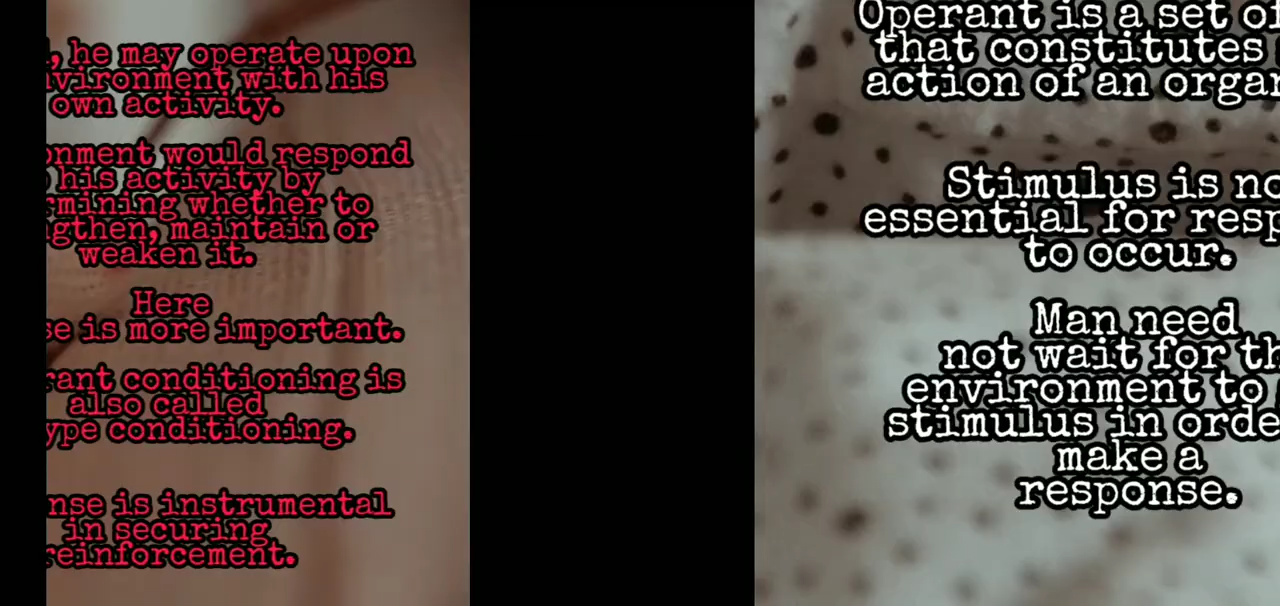 , he may operate upon
with his
own activity.
would respond
his activity by
whether to
maintain or
weaken it.
Here
is more important.
conditioning is
also called
conditioning.
is instrumental
in securing
reinforcement.
Operant is a set of
that constitutes
action of an
Stimulus is
essential for
to occur.
Man need
not wait for
environment to
stimulus in
make a
response.